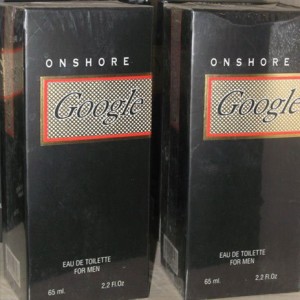 ONSHORE
Google
EAU DE TOILETTE
FOR MEN
65 ml. 2.2 Fl.Oz
ONSHORE
Google
EAU DE TOILETTE
FOR MEN
65 ml. 2.2 Fl.Oz